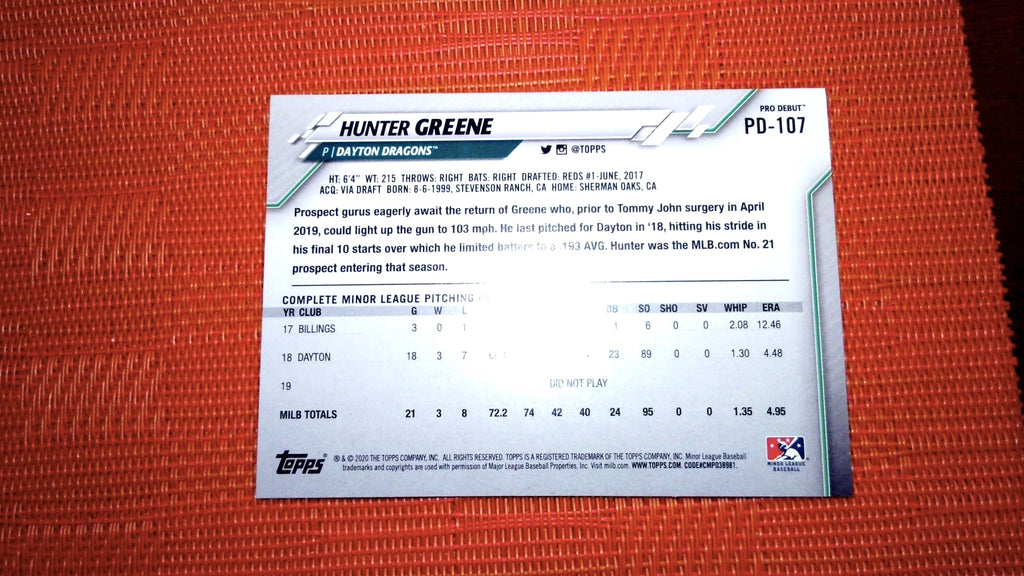 PRO DEBUT™
HUNTER GREENE PD-107
P | DAYTON DRAGONS™ @TOPPS
HT: 6'4" WT: 215 THROWS: RIGHT BATS: RIGHT DRAFTED: REDS #1-JUNE, 2017
ACQ: VIA DRAFT BORN: 8-6-1999, STEVENSON RANCH, CA HOME: SHERMAN OAKS, CA
Prospect gurus eagerly await the return of Greene who, prior to Tommy John surgery in April
2019, could light up the gun to 103 mph. He last pitched for Dayton in '18, hitting his stride in
his final 10 starts over which he limited batters to a .193 AVG. Hunter was the MLB.com No. 21
prospect entering that season.
COMPLETE MINOR LEAGUE PITCHING
YR CLUB G W L BB SO SHO SV WHIP ERA
17 BILLINGS 3 0 1 1 6 0 0 2.08 12.46
18 DAYTON 18 3 7 23 89 0 0 1.30 4.48
19 DID NOT PLAY
MILB TOTALS 21 3 8 72.2 74 42 40 24 95 0 0 1.35 4.95
Topps ® & © 2020 THE TOPPS COMPANY, INC. ALL RIGHTS RESERVED. TOPPS IS A REGISTERED TRADEMARK OF THE TOPPS COMPANY, INC. Minor League Baseball
trademarks and copyrights are used with permission of Major League Baseball Properties, Inc. Visit milb.com. WWW.TOPPS.COM. CODE#CMP038981.
MINOR LEAGUE
BASEBALL